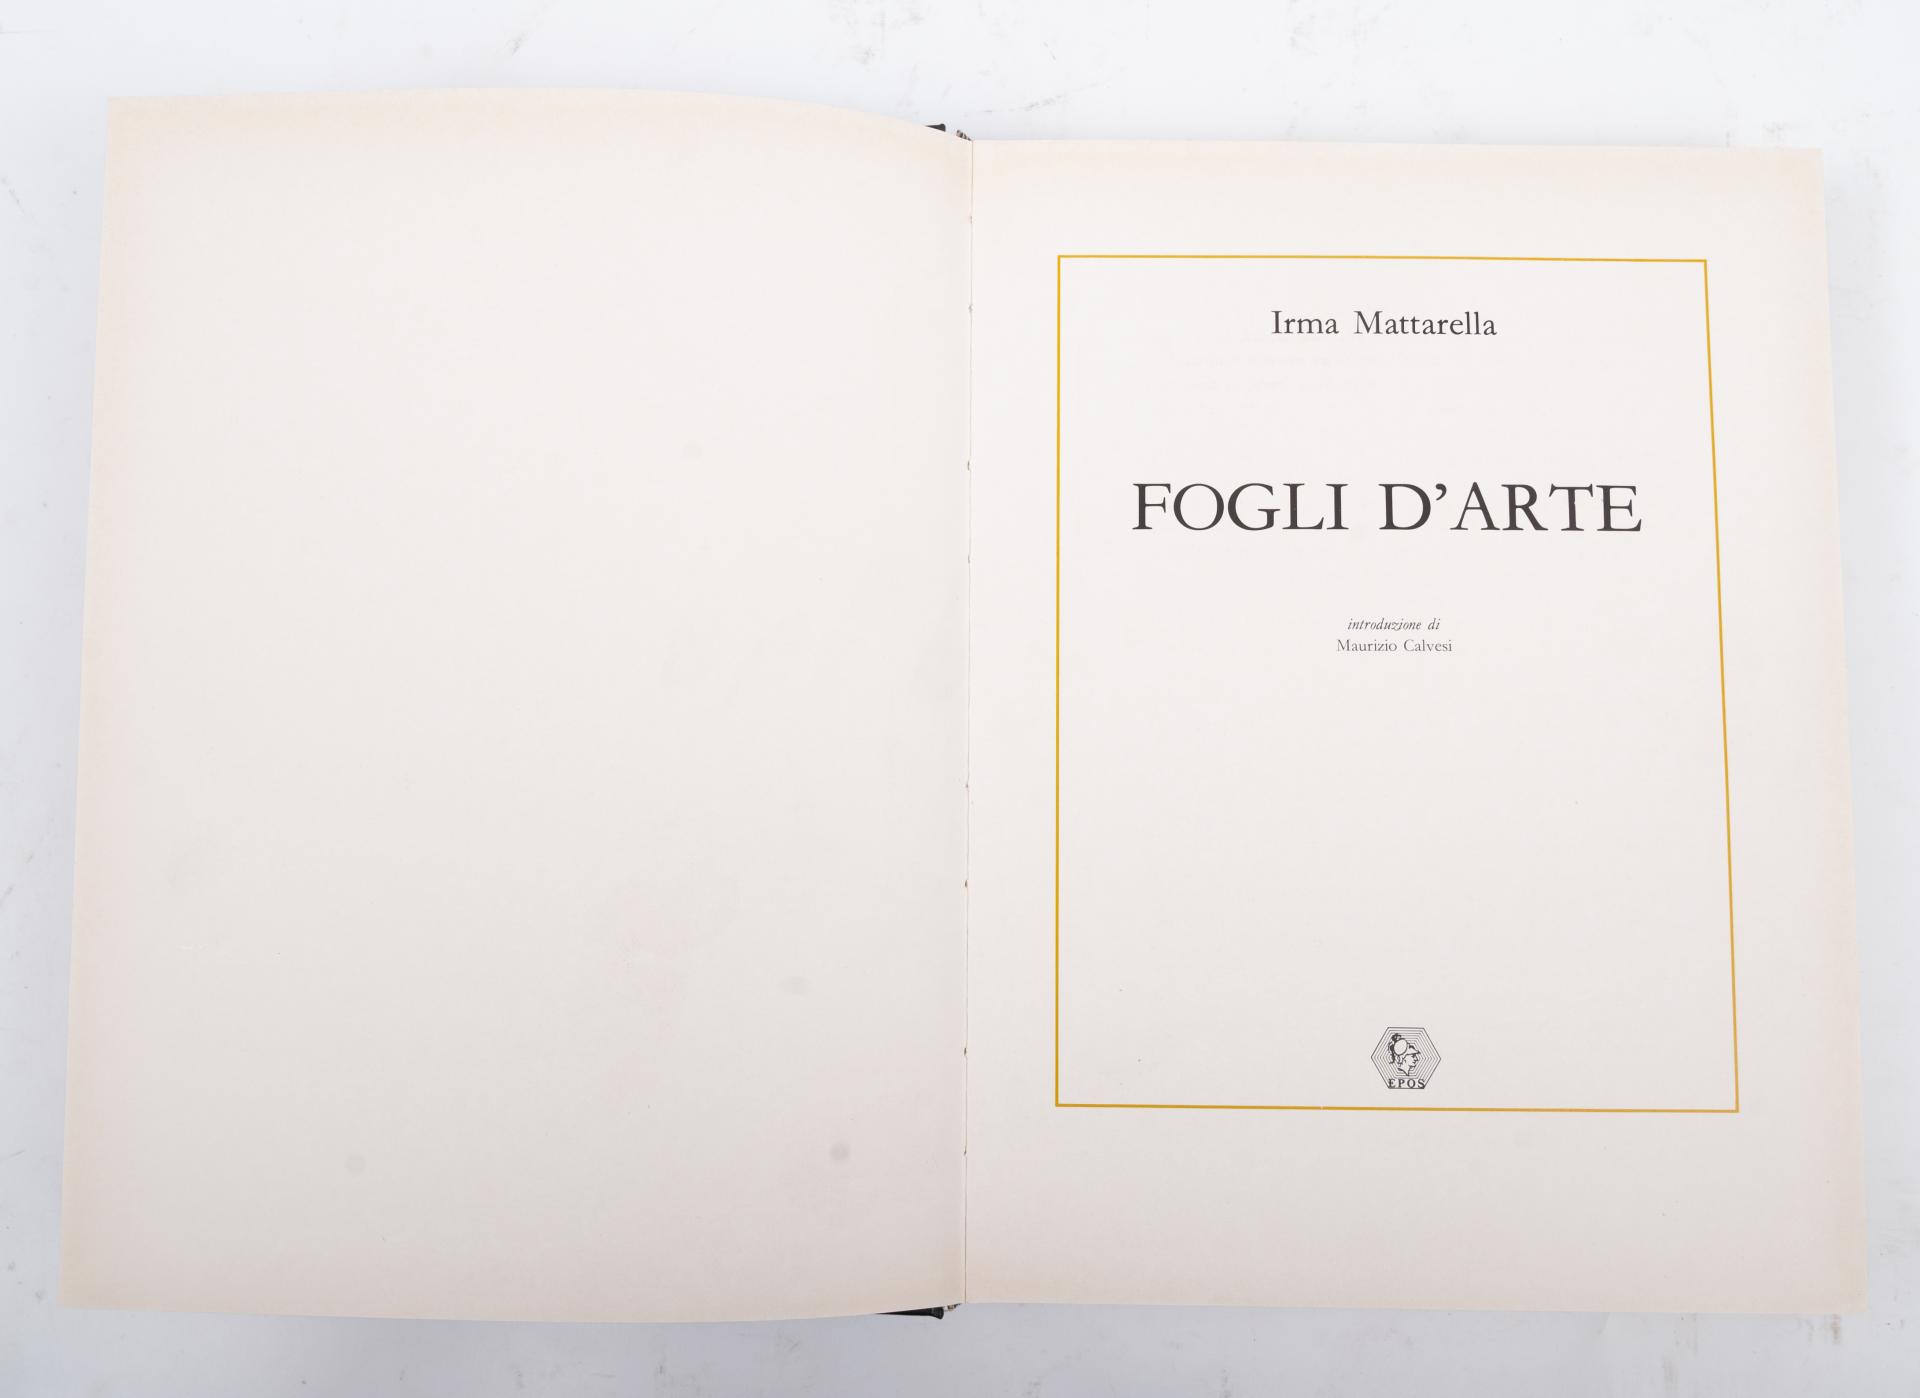 Irma Mattarella
FOGLI D'ARTE
introduzione di
Maurizio Calvesi
EPOS